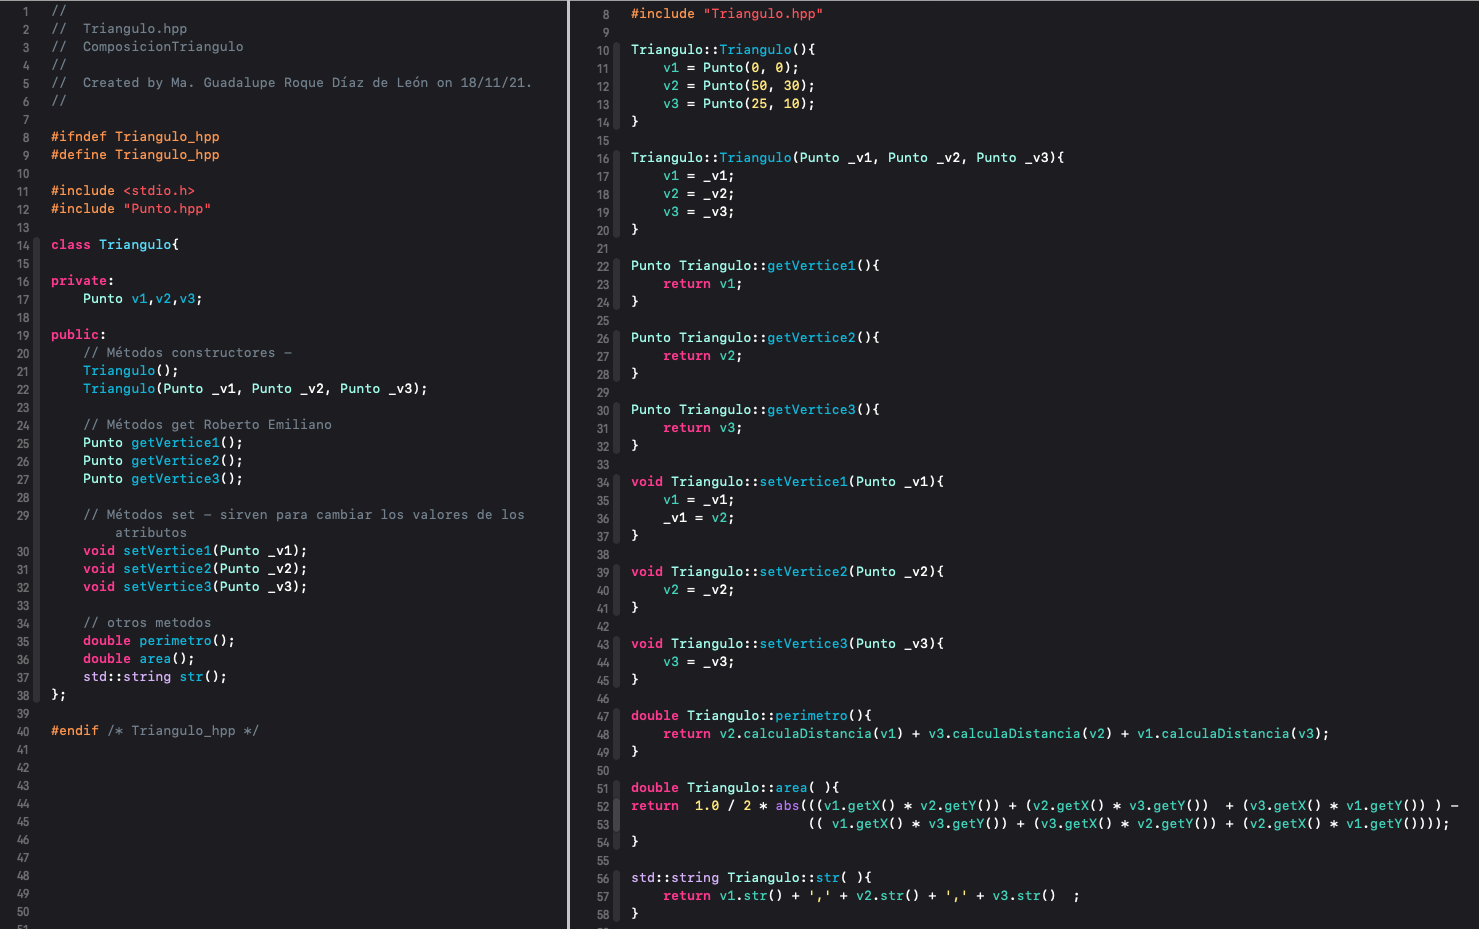 1 //
2 //  Triangulo.hpp
3 //  ComposicionTriangulo
4 //
5 //  Created by Ma. Guadalupe Roque Díaz de León on 18/11/21.
6 //
7
8 #ifndef Triangulo_hpp
9 #define Triangulo_hpp
10
11 #include <stdio.h>
12 #include "Punto.hpp"
13
14 class Triangulo{
15
16 private:
17     Punto v1,v2,v3;
18
19 public:
20     // Métodos constructores –
21     Triangulo();
22     Triangulo(Punto _v1, Punto _v2, Punto _v3);
23
24     // Métodos get Roberto Emiliano
25     Punto getVertice1();
26     Punto getVertice2();
27     Punto getVertice3();
28
29     // Métodos set – sirven para cambiar los valores de los
        atributos
30     void setVertice1(Punto _v1);
31     void setVertice2(Punto _v2);
32     void setVertice3(Punto _v3);
33
34     // otros metodos
35     double perimetro();
36     double area();
37     std::string str();
38 };
39
40 #endif /* Triangulo_hpp */
41
42
43
44
45
46
47
48
49
50
51
8 #include "Triangulo.hpp"
9
10 Triangulo::Triangulo(){
11     v1 = Punto(0, 0);
12     v2 = Punto(50, 30);
13     v3 = Punto(25, 10);
14 }
15
16 Triangulo::Triangulo(Punto _v1, Punto _v2, Punto _v3){
17     v1 = _v1;
18     v2 = _v2;
19     v3 = _v3;
20 }
21
22 Punto Triangulo::getVertice1(){
23     return v1;
24 }
25
26 Punto Triangulo::getVertice2(){
27     return v2;
28 }
29
30 Punto Triangulo::getVertice3(){
31     return v3;
32 }
33
34 void Triangulo::setVertice1(Punto _v1){
35     v1 = _v1;
36     _v1 = v2;
37 }
38
39 void Triangulo::setVertice2(Punto _v2){
40     v2 = _v2;
41 }
42
43 void Triangulo::setVertice3(Punto _v3){
44     v3 = _v3;
45 }
46
47 double Triangulo::perimetro(){
48     return v2.calculaDistancia(v1) + v3.calculaDistancia(v2) + v1.calculaDistancia(v3);
49 }
50
51 double Triangulo::area( ){
52 return  1.0 / 2 * abs(((v1.getX() * v2.getY()) + (v2.getX() * v3.getY())  + (v3.getX() * v1.getY()) ) –
53                       (( v1.getX() * v3.getY()) + (v3.getX() * v2.getY()) + (v2.getX() * v1.getY())));
54 }
55
56 std::string Triangulo::str( ){
57     return v1.str() + ',' + v2.str() + ',' + v3.str()  ;
58 }